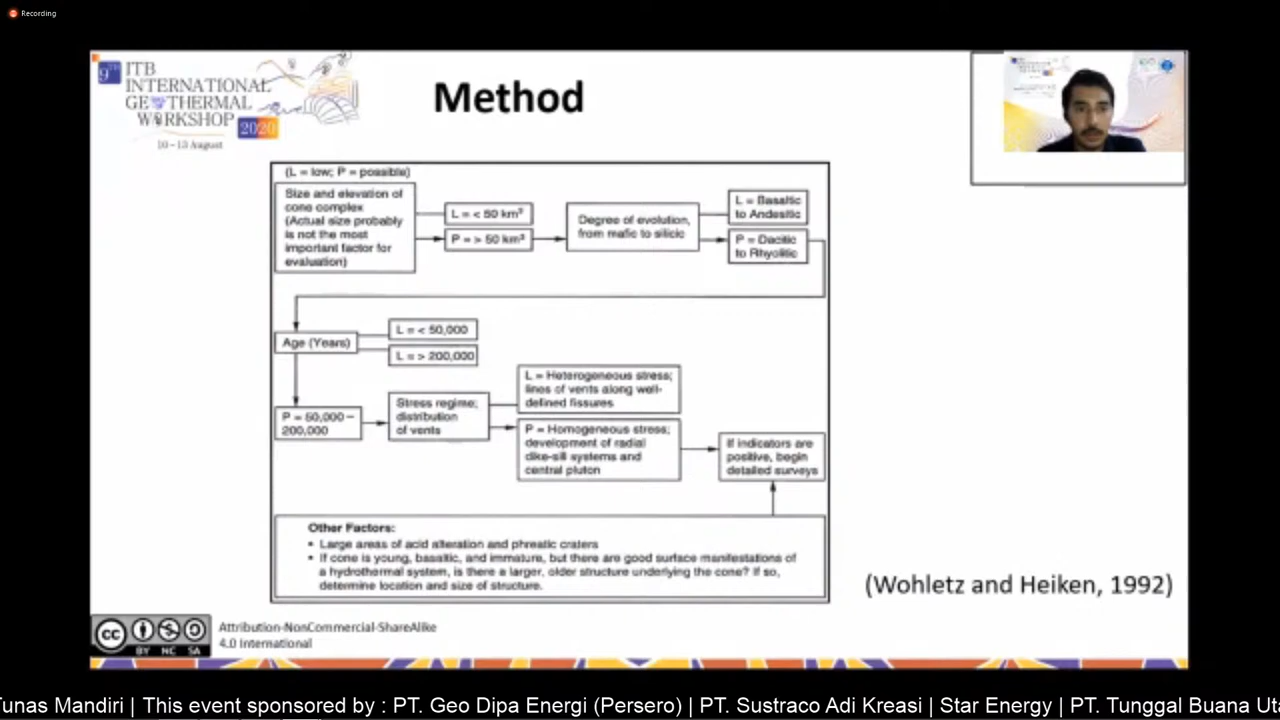 Recording
9TH ITB
INTERNATIONAL
GEOTHERMAL
WORKSHOP
2020
10-13 August
Method
(L = low; P = possible)
Size and elevation of
cone complex
(Actual size probably
is not the most
important factor for
evaluation)
L = < 50 km³
P = > 50 km³
Degree of evolution,
from mafic to silicic
L = Basaltic
to Andesitic
P = Dacitic
to Rhyolitic
Age (Years)
L = < 50,000
L = > 200,000
P = 50,000 –
200,000
Stress regime;
distribution
of vents
L = Heterogeneous stress;
lines of vents along well-
defined fissures
P = Homogeneous stress;
development of radial
dike-sill systems and
central pluton
If indicators are
positive, begin
detailed surveys
Other Factors:
• Large areas of acid alteration and phreatic craters
• If cone is young, basaltic, and immature, but there are good surface manifestations of
a hydrothermal system, is there a larger, older structure underlying the cone? If so,
determine location and size of structure.
(Wohletz and Heiken, 1992)
cc
BY NC SA
Attribution-NonCommercial-ShareAlike
4.0 International
Tunas Mandiri | This event sponsored by : PT. Geo Dipa Energi (Persero) | PT. Sustraco Adi Kreasi | Star Energy | PT. Tunggal Buana Uta